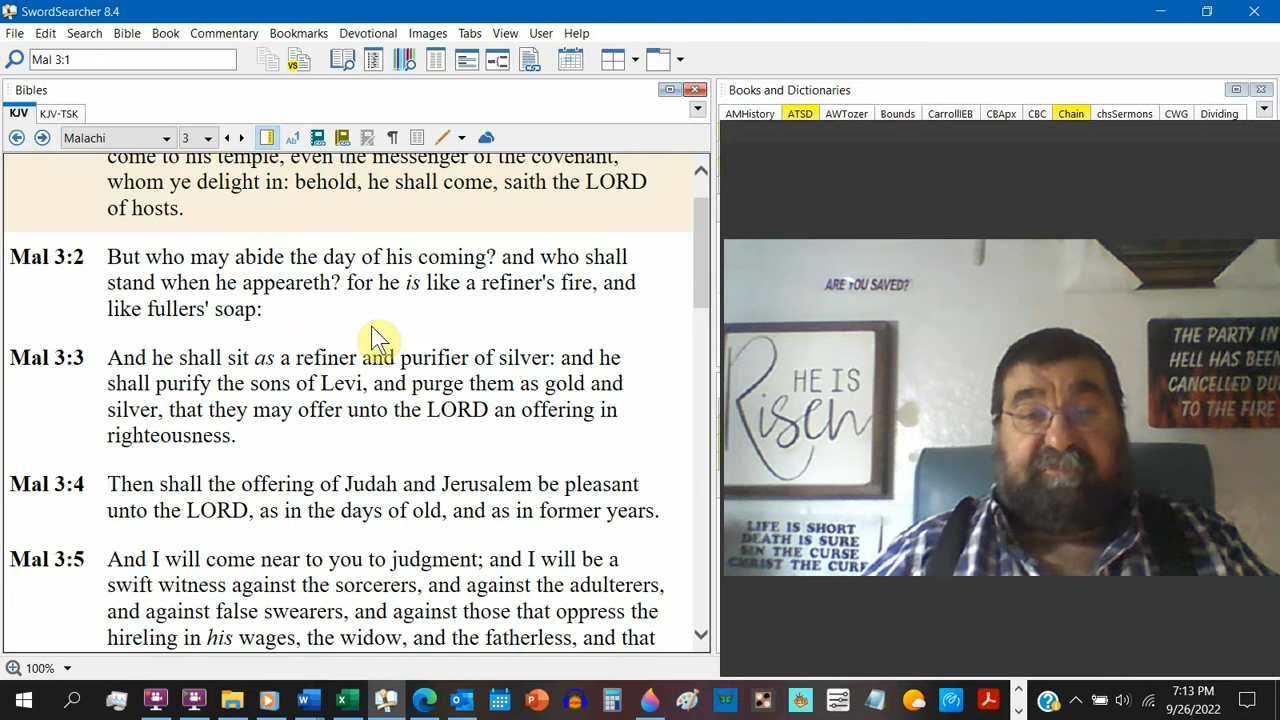 SwordSearcher 8.4
File Edit Search Bible Book Commentary Bookmarks Devotional Images Tabs View User Help
Mal 3:1
VS
Bibles
KJV KJV-TSK
Malachi 3
come to his temple, even the messenger of the covenant,
whom ye delight in: behold, he shall come, saith the LORD
of hosts.
Mal 3:2 But who may abide the day of his coming? and who shall
stand when he appeareth? for he is like a refiner's fire, and
like fullers' soap:
Mal 3:3 And he shall sit as a refiner and purifier of silver: and he
shall purify the sons of Levi, and purge them as gold and
silver, that they may offer unto the LORD an offering in
righteousness.
Mal 3:4 Then shall the offering of Judah and Jerusalem be pleasant
unto the LORD, as in the days of old, and as in former years.
Mal 3:5 And I will come near to you to judgment; and I will be a
swift witness against the sorcerers, and against the adulterers,
and against false swearers, and against those that oppress the
hireling in his wages, the widow, and the fatherless, and that
100%
Books and Dictionaries
AMHistory ATSD AWTozer Bounds CarrollIEB CBApx CBC Chain chsSermons CWG Dividing
ARE YOU SAVED?
HE IS
Risen
THE PARTY IN
HELL HAS BEEN
CANCELLED DU
TO THE FIRE
LIFE IS SHORT
DEATH IS SURE
SIN THE CURSE
CHRIST THE CURE
7:13 PM
9/26/2022